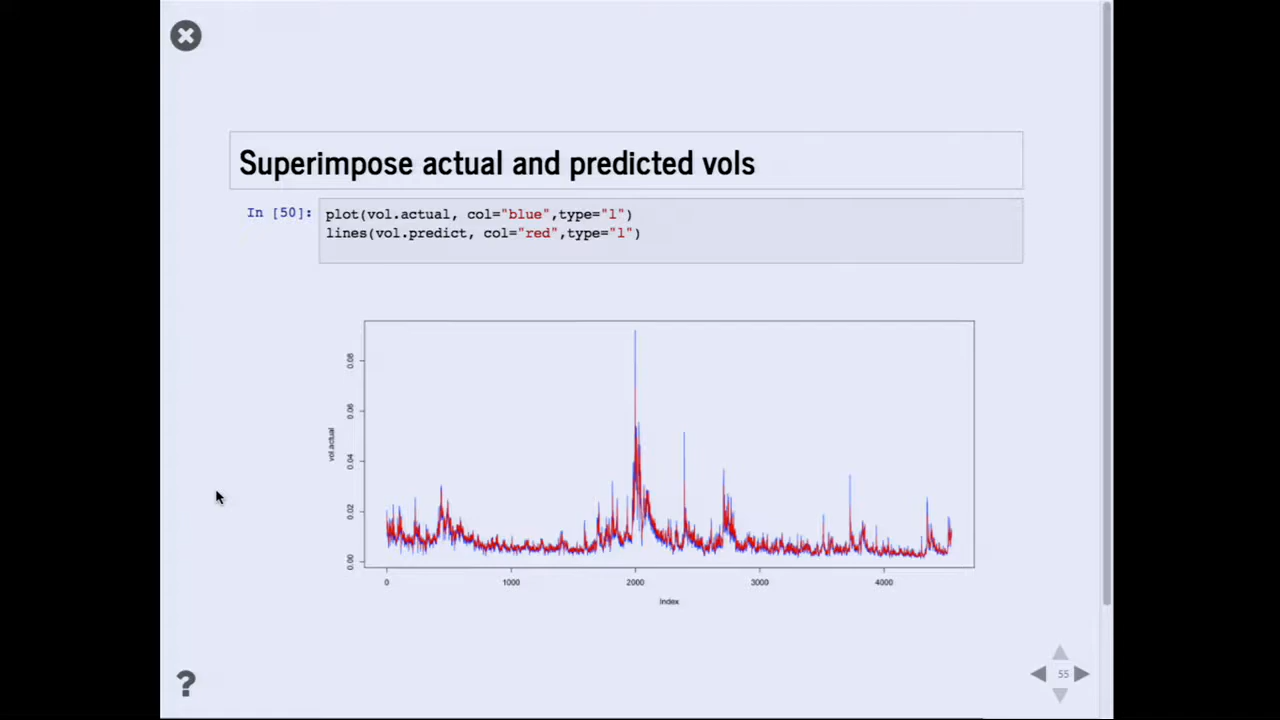 Superimpose actual and predicted vols
In [50]:
plot(vol.actual, col="blue",type="l")
lines(vol.predict, col="red",type="l")
0.08
0.06
0.04
0.02
0.00
vol.actual
0 1000 2000 3000 4000
Index
?
55